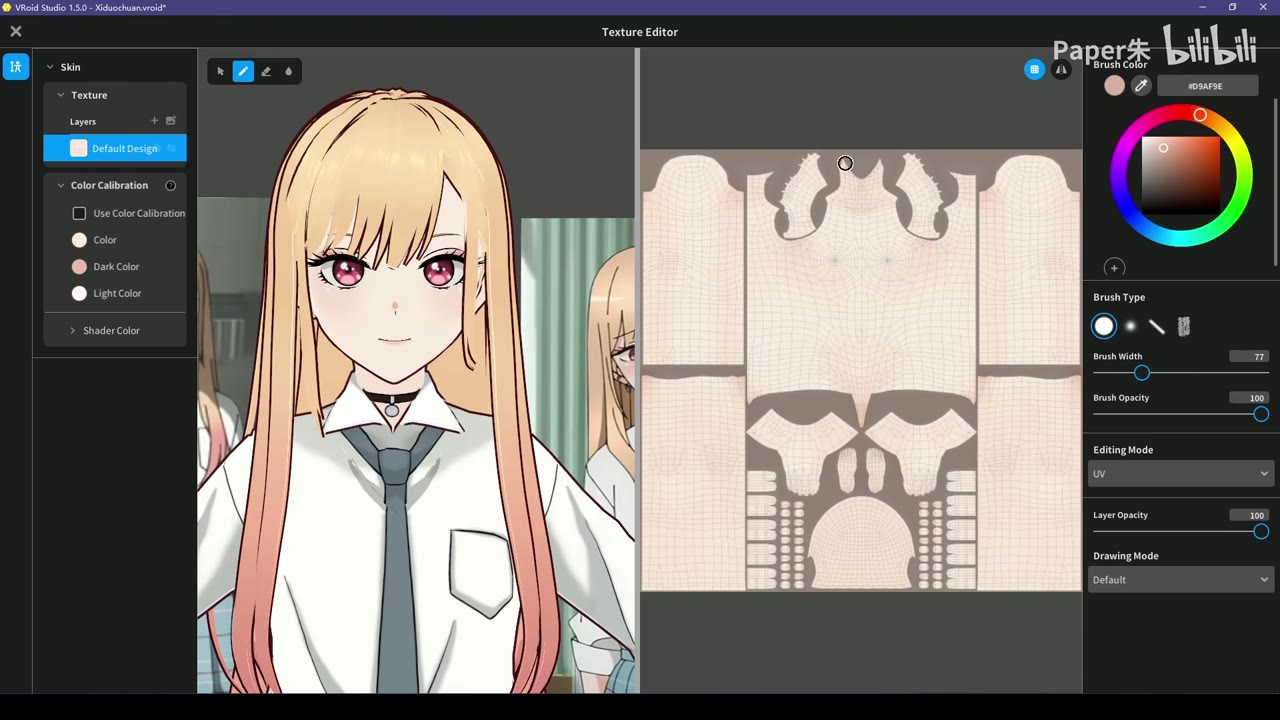 VRoid Studio 1.5.0 - Xiduochuan.vroid*
Texture Editor
Paper朱 bilibili
Skin
Texture
Layers
Default Design
Color Calibration
Use Color Calibration
Color
Dark Color
Light Color
Shader Color
Brush Color
#D9AF9E
Brush Type
Brush Width 77
Brush Opacity 100
Editing Mode
UV
Layer Opacity 100
Drawing Mode
Default